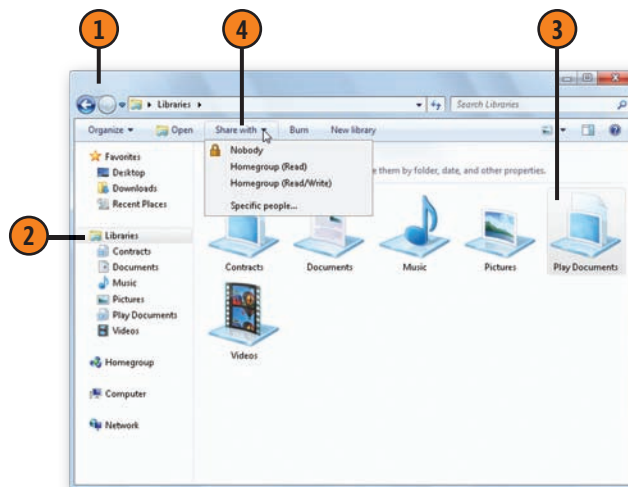 1
4
3
Libraries
Search Libraries
Organize
Open
Share with
Burn
New library
Nobody
Homegroup (Read)
Homegroup (Read/Write)
Specific people...
e them by folder, date, and other properties.
2
Favorites
Desktop
Downloads
Recent Places
Libraries
Contracts
Documents
Music
Pictures
Play Documents
Videos
Homegroup
Computer
Network
Contracts
Documents
Music
Pictures
Play Documents
Videos